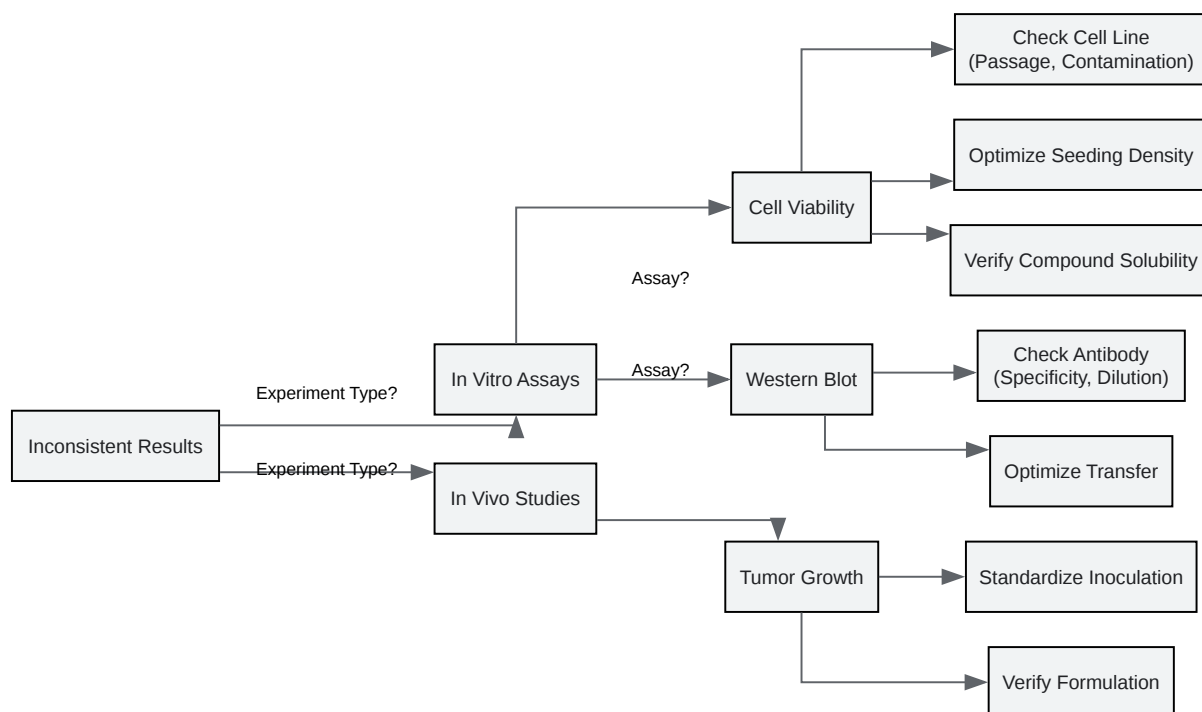 Check Cell Line
(Passage, Contamination)
Optimize Seeding Density
Cell Viability
Verify Compound Solubility
Assay?
Check Antibody
(Specificity, Dilution)
In Vitro Assays
Assay?
Western Blot
Experiment Type?
Inconsistent Results
Experiment Type?
Optimize Transfer
In Vivo Studies
Tumor Growth
Standardize Inoculation
Verify Formulation